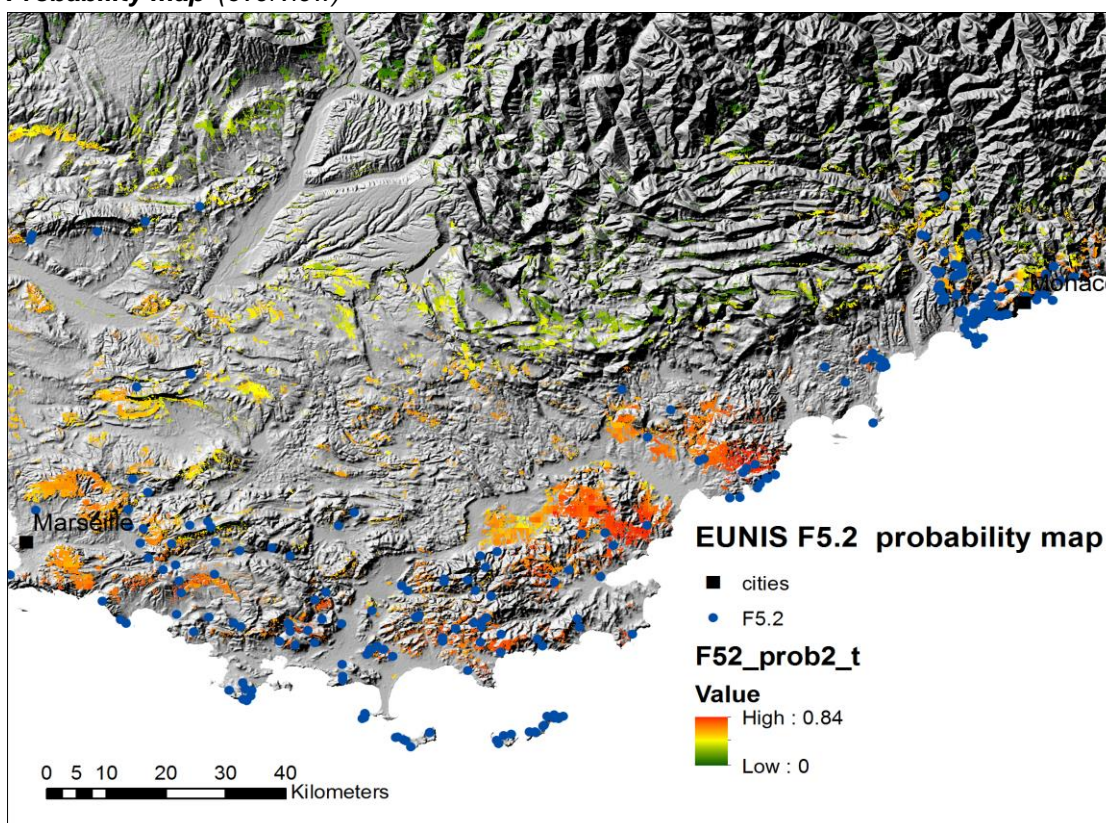 Probability map (overview)
Monaco
Marseille
EUNIS F5.2 probability map
cities
F5.2
F52_prob2_t
Value
High : 0.84
Low : 0
0 5 10 20 30 40
Kilometers